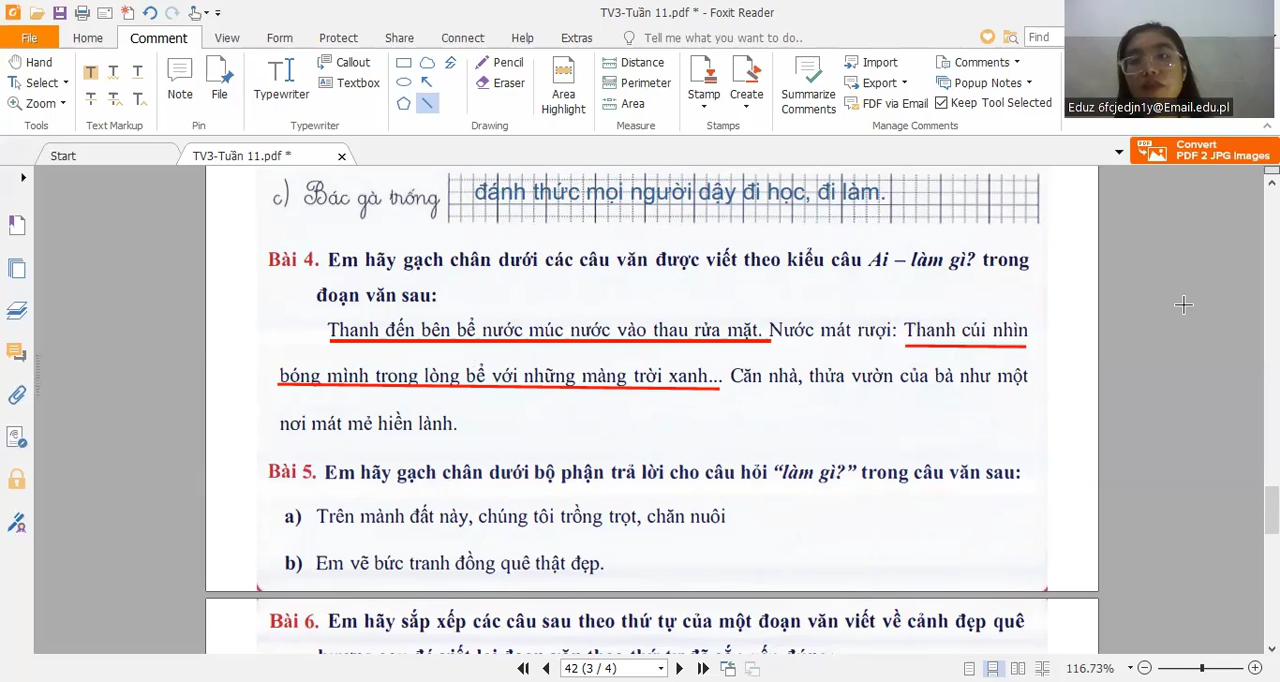 TV3-Tuần 11.pdf * - Foxit Reader
File Home Comment View Form Protect Share Connect Help Extras Tell me what you want to do.. Find
Hand
Select
Zoom
Tools
Text Markup
Note
File
Pin
Typewriter
Callout
Textbox
Typewriter
Pencil
Eraser
Drawing
Area Highlight
Distance
Perimeter
Area
Measure
Stamp
Create
Stamps
Summarize Comments
Import
Export
FDF via Email
Comments
Popup Notes
Keep Tool Selected
Manage Comments
Eduz 6fcjedjn1y@Email.edu.pl
Start
TV3-Tuần 11.pdf *
Convert
PDF 2 JPG Images
c) Bác gà trống đánh thức mọi người dậy đi học, đi làm.
Bài 4. Em hãy gạch chân dưới các câu văn được viết theo kiểu câu Ai – làm gì? trong
đoạn văn sau:
Thanh đến bên bể nước múc nước vào thau rửa mặt. Nước mát rượi: Thanh cúi nhìn
bóng mình trong lòng bể với những mảng trời xanh... Căn nhà, thửa vườn của bà như một
nơi mát mẻ hiền lành.
Bài 5. Em hãy gạch chân dưới bộ phận trả lời cho câu hỏi “làm gì?” trong câu văn sau:
a) Trên mảnh đất này, chúng tôi trồng trọt, chăn nuôi
b) Em vẽ bức tranh đồng quê thật đẹp.
Bài 6. Em hãy sắp xếp các câu sau theo thứ tự của một đoạn văn viết về cảnh đẹp quê
42 (3 / 4)
116.73%